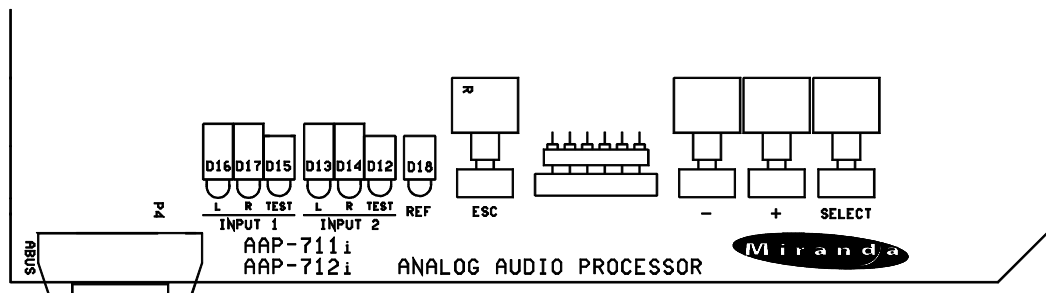 R
D16 D17 D15 D13 D14 D12 D18
L R TEST L R TEST REF ESC - + SELECT
INPUT 1 INPUT 2
P4
ABUS
AAP-711i
AAP-712i ANALOG AUDIO PROCESSOR
Miranda